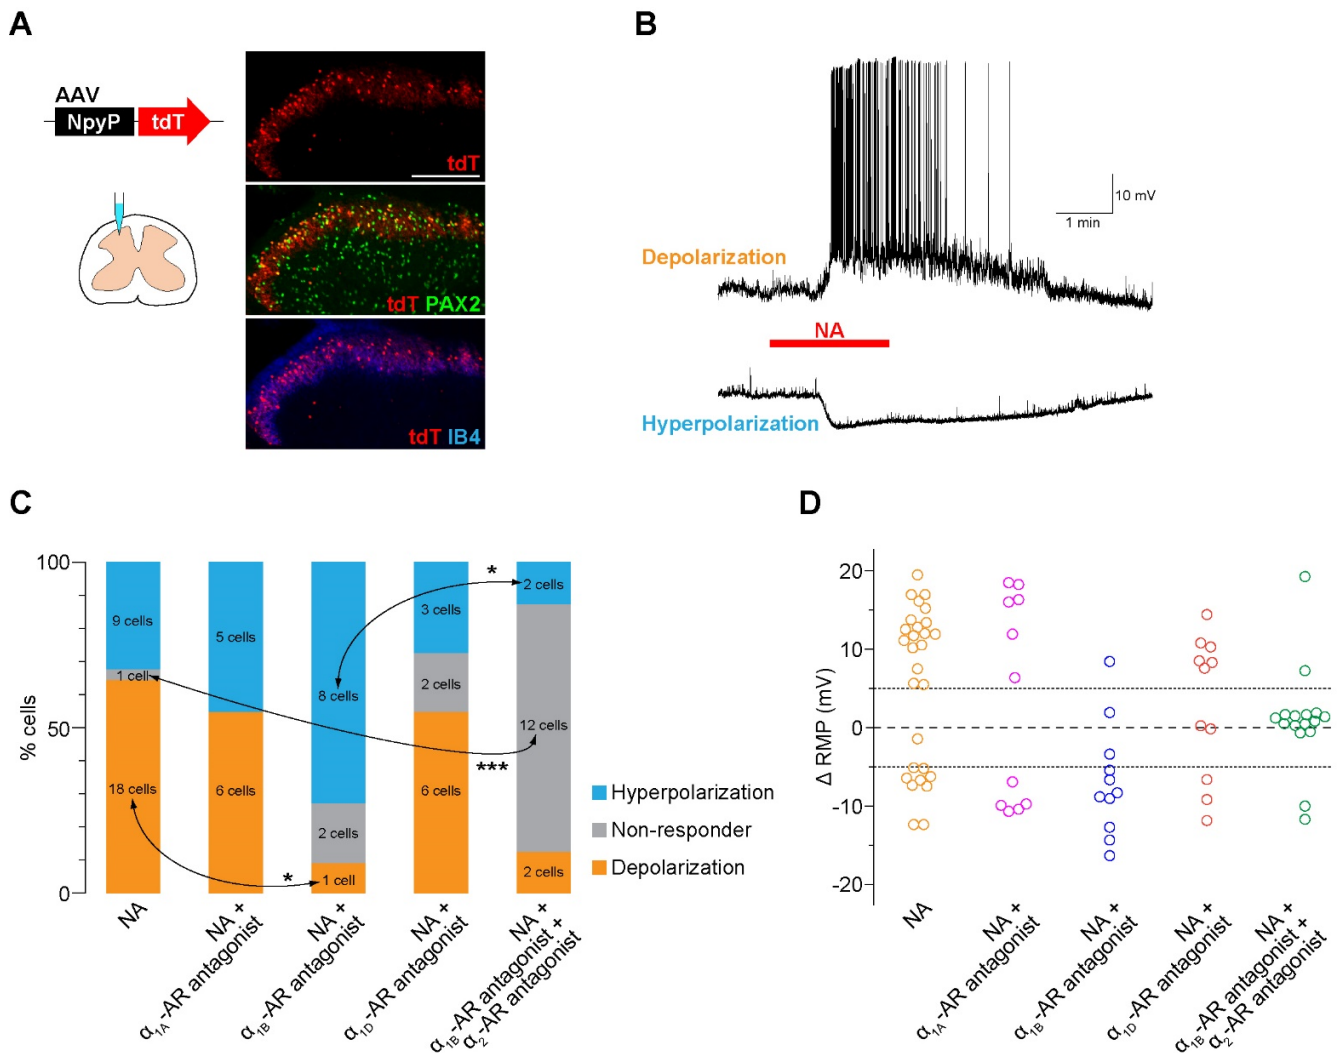 A
AAV
NpyP tdT
tdT
tdT PAX2
tdT IB4
B
10 mV
1 min
Depolarization
NA
Hyperpolarization
C
% cells
100
50
0
9 cells
1 cell
18 cells
5 cells
6 cells
8 cells
2 cells
1 cell
3 cells
2 cells
6 cells
2 cells
12 cells
2 cells
*
***
*
Hyperpolarization
Non-responder
Depolarization
NA
NA +
α1A-AR antagonist
NA +
α1B-AR antagonist
NA +
α1D-AR antagonist
NA +
α1B-AR antagonist +
α2-AR antagonist
D
Δ RMP (mV)
20
10
0
-10
-20
NA
NA +
α1A-AR antagonist
NA +
α1B-AR antagonist
NA +
α1D-AR antagonist
NA +
α1B-AR antagonist +
α2-AR antagonist